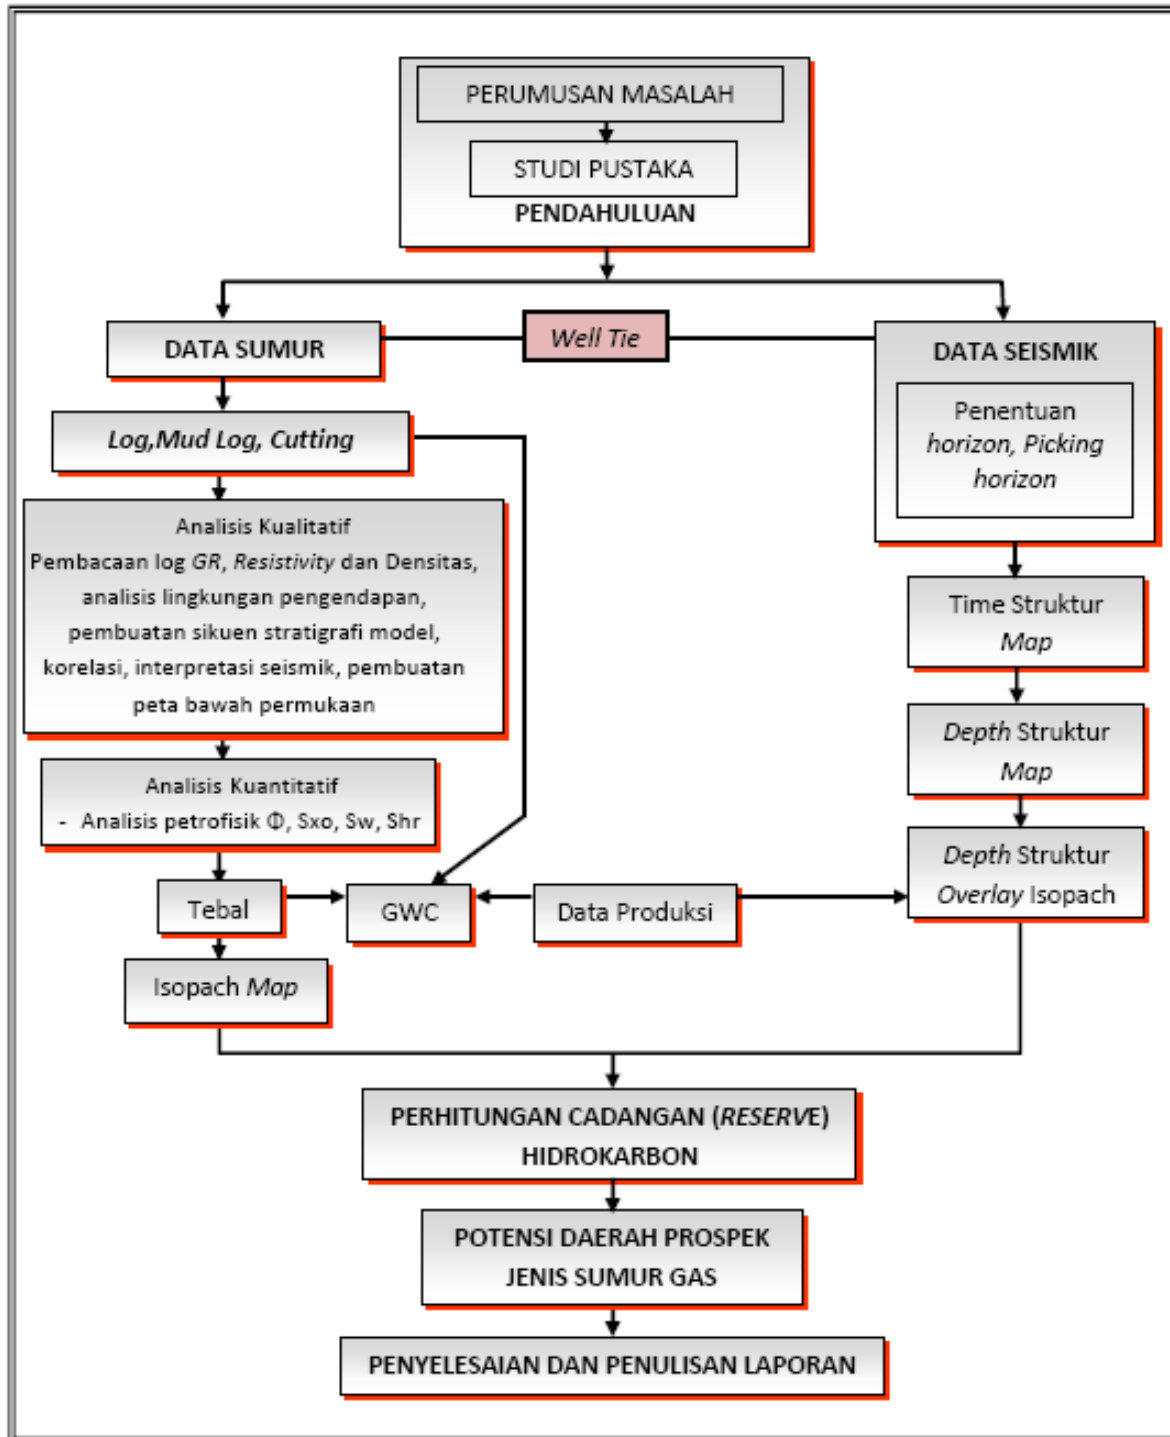 PERUMUSAN MASALAH
STUDI PUSTAKA
PENDAHULUAN
DATA SUMUR
Well Tie
DATA SEISMIK
Penentuan
horizon, Picking
horizon
Log,Mud Log, Cutting
Analisis Kualitatif
Pembacaan log GR, Resistivity dan Densitas,
analisis lingkungan pengendapan,
pembuatan sikuen stratigrafi model,
korelasi, interpretasi seismik, pembuatan
peta bawah permukaan
Time Struktur
Map
Depth Struktur
Map
Analisis Kuantitatif
- Analisis petrofisik Φ, Sxo, Sw, Shr
Depth Struktur
Overlay Isopach
Tebal
GWC
Data Produksi
Isopach Map
PERHITUNGAN CADANGAN (RESERVE)
HIDROKARBON
POTENSI DAERAH PROSPEK
JENIS SUMUR GAS
PENYELESAIAN DAN PENULISAN LAPORAN